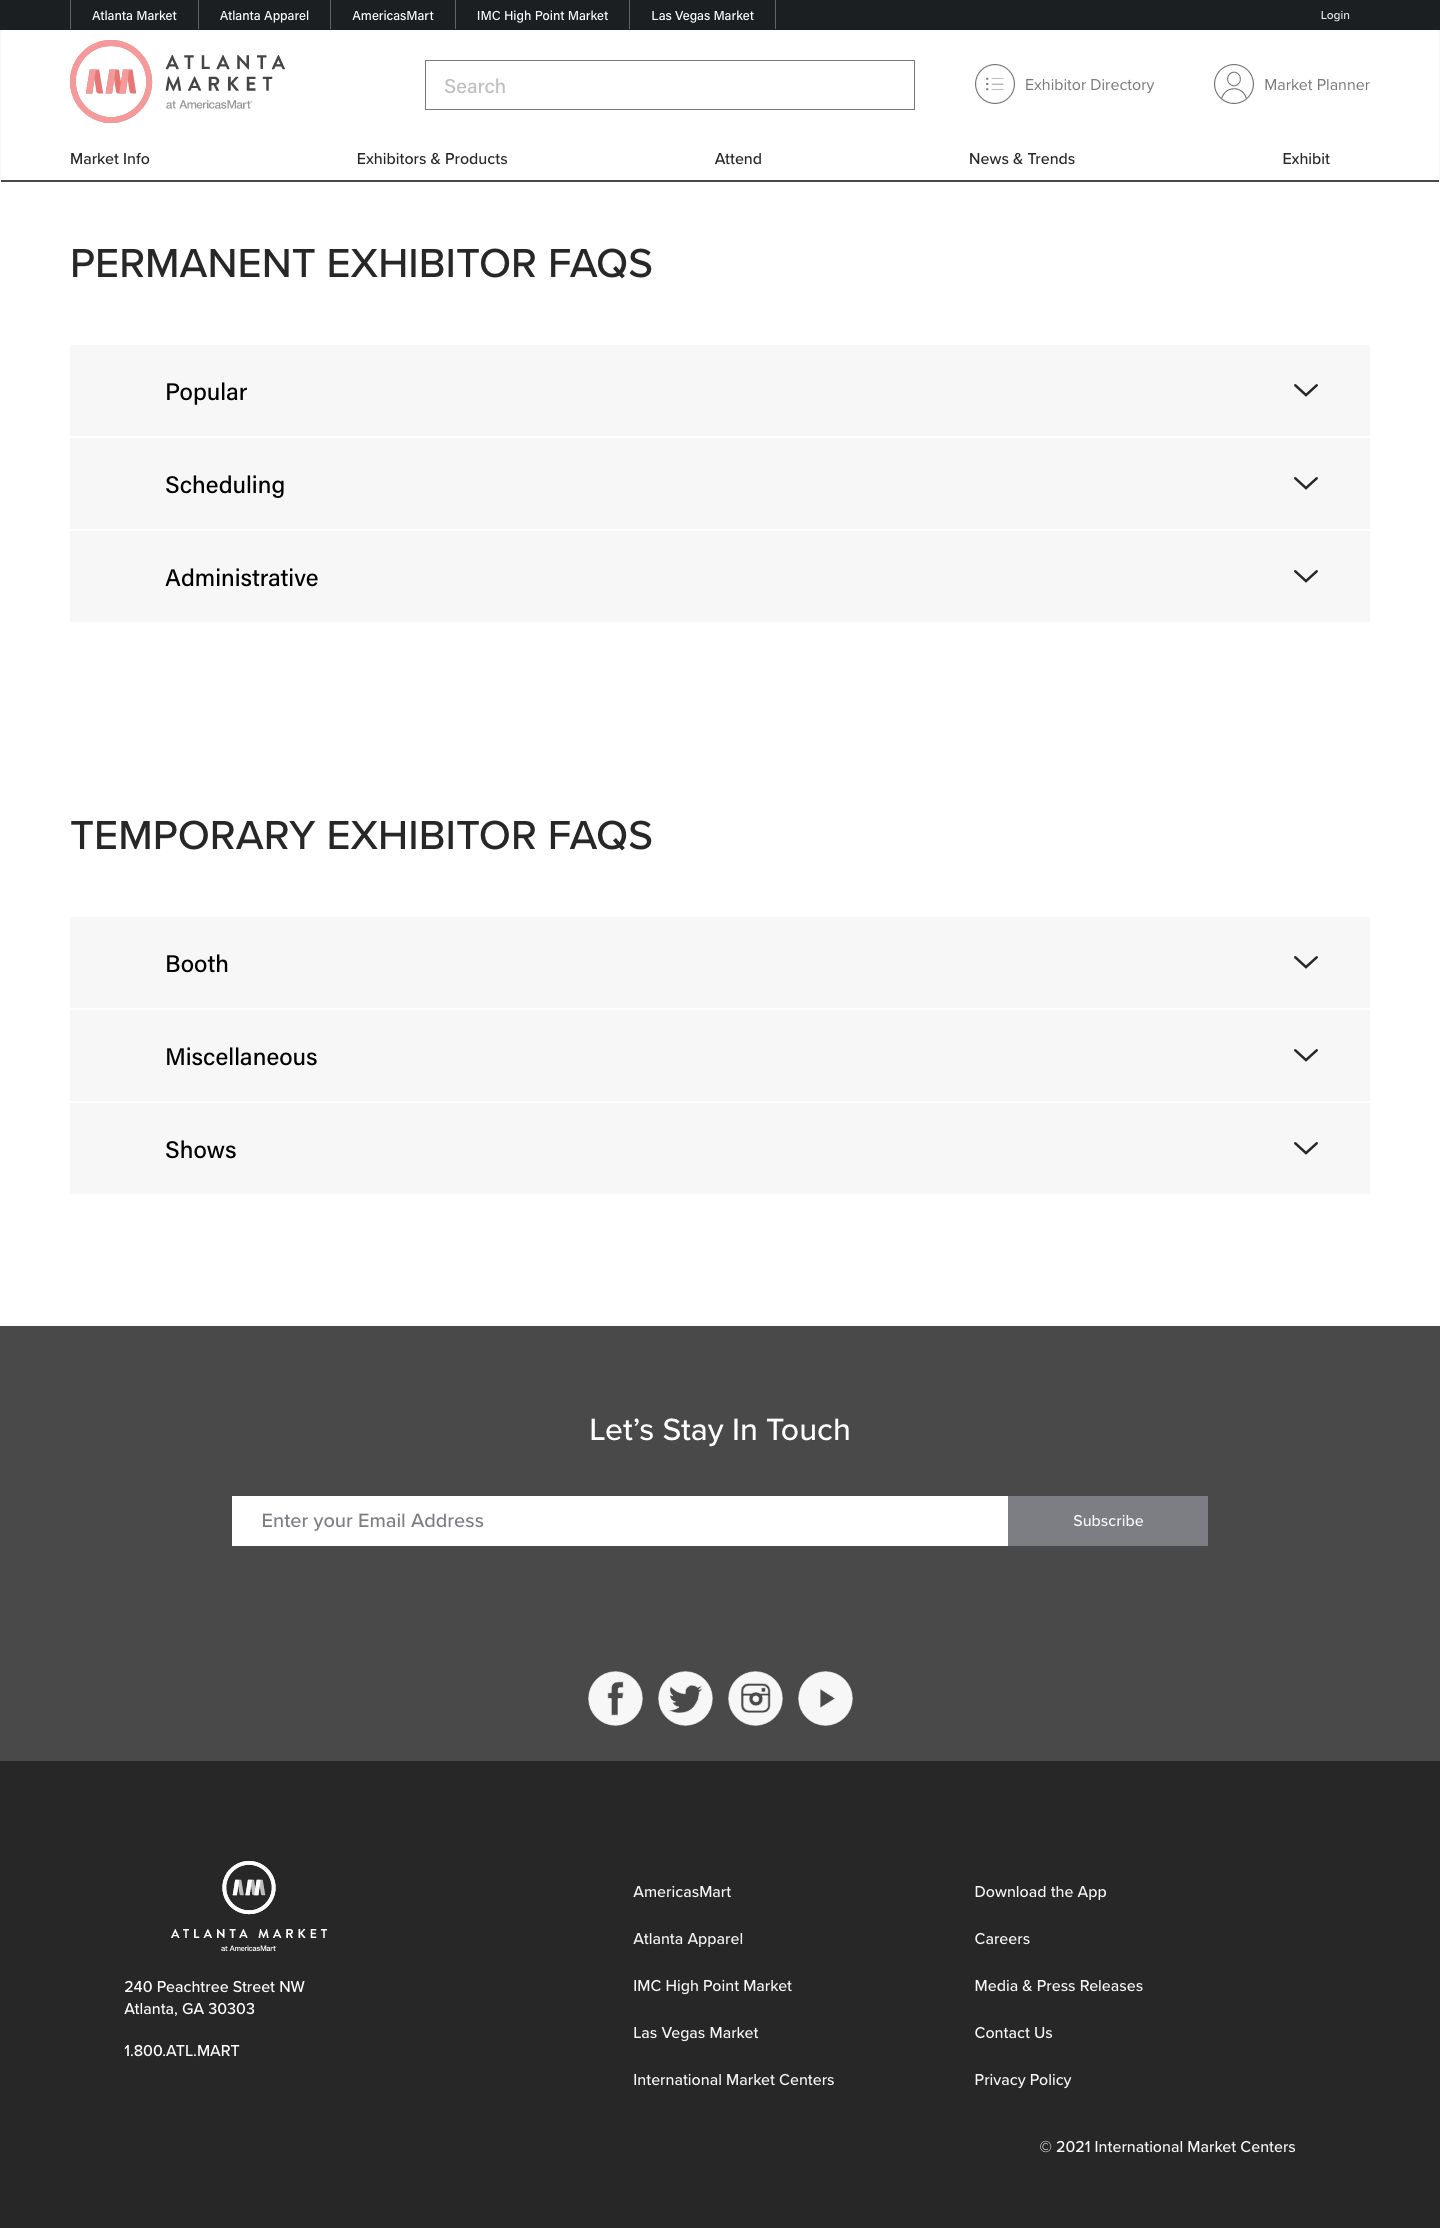 Atlanta Market
Atlanta Apparel
AmericasMart
IMC High Point Market
Las Vegas Market
Login
AM
ATLANTA
MARKET
at AmericasMart
Search
Exhibitor Directory
Market Planner
Market Info
Exhibitors & Products
Attend
News & Trends
Exhibit
PERMANENT EXHIBITOR FAQS
Popular
Scheduling
Administrative
TEMPORARY EXHIBITOR FAQS
Booth
Miscellaneous
Shows
Let’s Stay In Touch
Enter your Email Address
Subscribe
AM
ATLANTA MARKET
at AmericasMart
240 Peachtree Street NW
Atlanta, GA 30303
1.800.ATL.MART
AmericasMart
Atlanta Apparel
IMC High Point Market
Las Vegas Market
International Market Centers
Download the App
Careers
Media & Press Releases
Contact Us
Privacy Policy
© 2021 International Market Centers